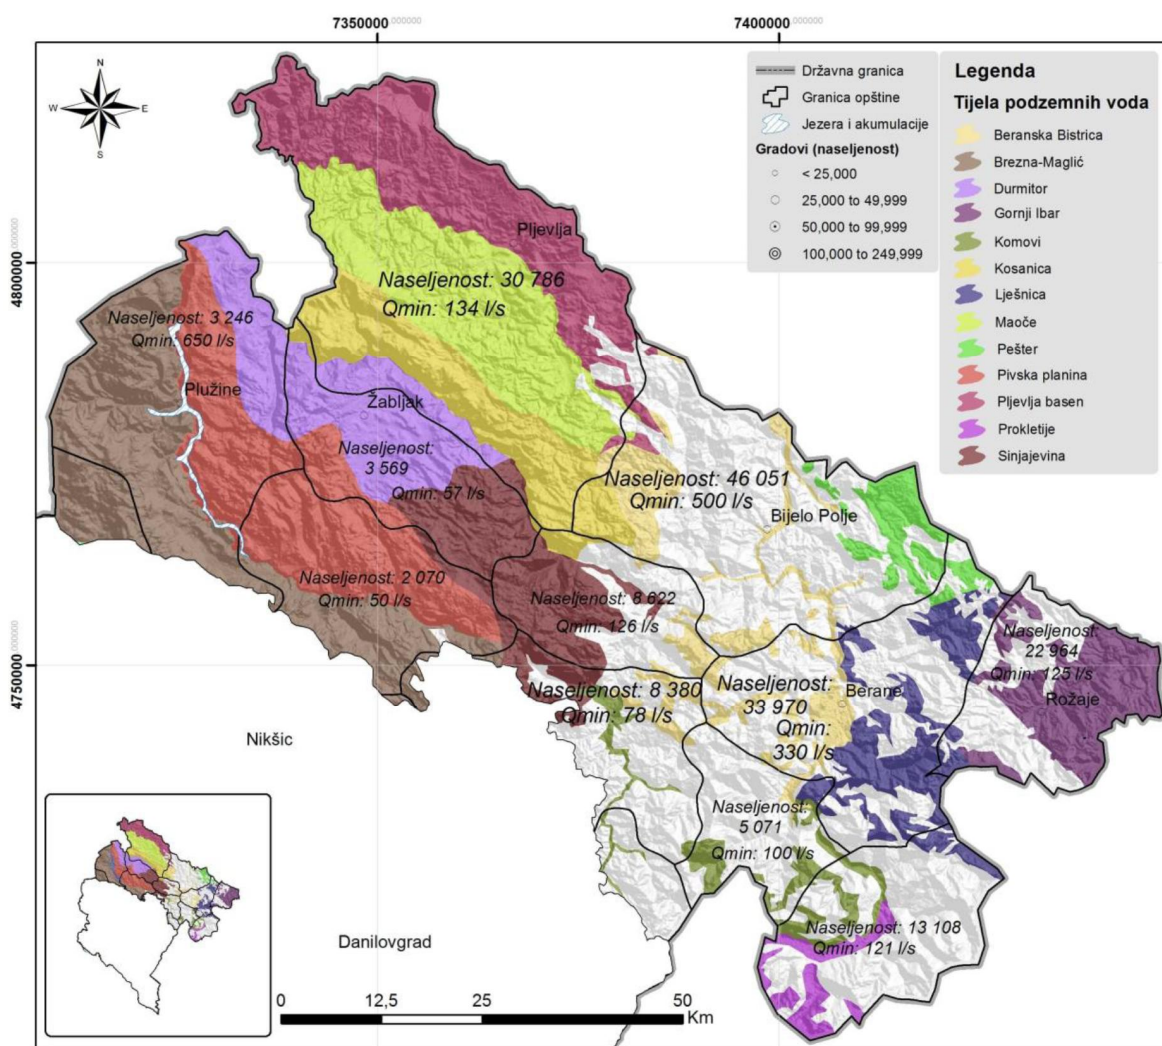 7350000,000000
7400000,000000
4800000,000000
4750000,000000
N
W
E
S
Državna granica
Granica opštine
Jezera i akumulacije
Gradovi (naseljenost)
< 25,000
25,000 to 49,999
50,000 to 99,999
100,000 to 249,999
Legenda
Tijela podzemnih voda
Beranska Bistrica
Brezna-Maglić
Durmitor
Gornji Ibar
Komovi
Kosanica
Lješnica
Maoče
Pešter
Pivska planina
Pljevlja basen
Prokletije
Sinjajevina
Pljevlja
Naseljenost: 30 786
Qmin: 134 l/s
Naseljenost: 3 246
Qmin: 650 l/s
Plužine
Žabljak
Naseljenost:
3 569
Qmin: 57 l/s
Naseljenost: 46 051
Qmin: 500 l/s
Bijelo Polje
Naseljenost: 2 070
Qmin: 50 l/s
Naseljenost: 8 622
Qmin: 126 l/s
Naseljenost:
22 964
Qmin: 125 l/s
Rožaje
Naseljenost: 8 380
Qmin: 78 l/s
Naseljenost:
33 970
Qmin:
330 l/s
Berane
Nikšic
Naseljenost:
5 071
Qmin: 100 l/s
Naseljenost: 13 108
Qmin: 121 l/s
Danilovgrad
0 12,5 25 50
Km